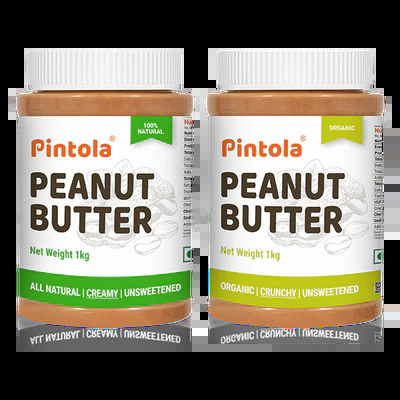 100%
NATURAL
Pintola®
PEANUT
BUTTER
Net Weight 1kg
ALL NATURAL | CREAMY | UNSWEETENED
ORGANIC
Pintola®
PEANUT
BUTTER
Net Weight 1kg
ORGANIC | CRUNCHY | UNSWEETENED